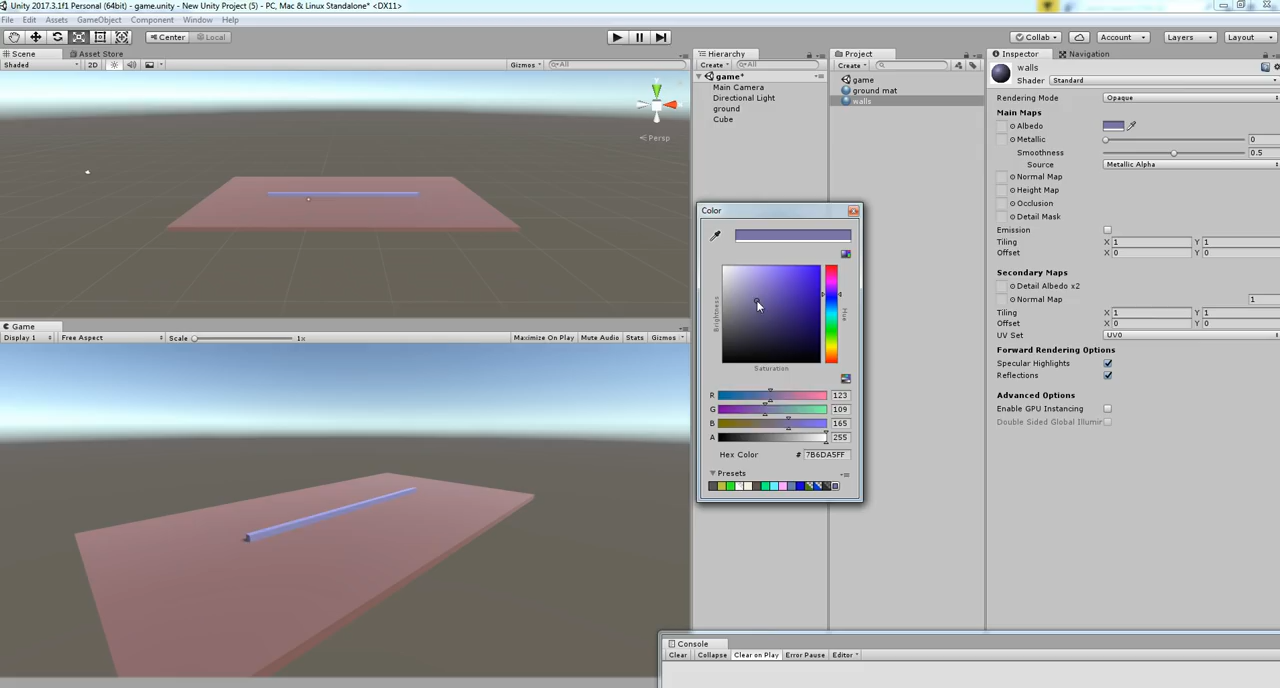 Unity 2017.3.1f1 Personal (64bit) - game.unity - New Unity Project (5) - PC, Mac & Linux Standalone* <DX11>
File Edit Assets GameObject Component Window Help
Center Local Collab Account Layers Layout
Scene Asset Store
Shaded 2D Gizmos All
y Persp
Game
Display 1 Free Aspect Scale 1x Maximize On Play Mute Audio Stats Gizmos
Hierarchy
Create All
game*
Main Camera
Directional Light
ground
Cube
Project
Create
game
ground mat
walls
Color
Brightness
Hue
Saturation
R 123
G 109
B 165
A 255
Hex Color # 7B6DA5FF
Presets
Inspector Navigation
walls
Shader Standard
Rendering Mode Opaque
Main Maps
Albedo
Metallic 0
Smoothness 0.5
Source Metallic Alpha
Normal Map
Height Map
Occlusion
Detail Mask
Emission
Tiling X 1 Y 1
Offset X 0 Y 0
Secondary Maps
Detail Albedo x2
Normal Map 1
Tiling X 1 Y 1
Offset X 0 Y 0
UV Set UV0
Forward Rendering Options
Specular Highlights
Reflections
Advanced Options
Enable GPU Instancing
Double Sided Global Illumir
Console
Clear Collapse Clear on Play Error Pause Editor